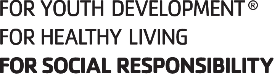 FOR YOUTH DEVELOPMENT®
FOR HEALTHY LIVING
FOR SOCIAL RESPONSIBILITY